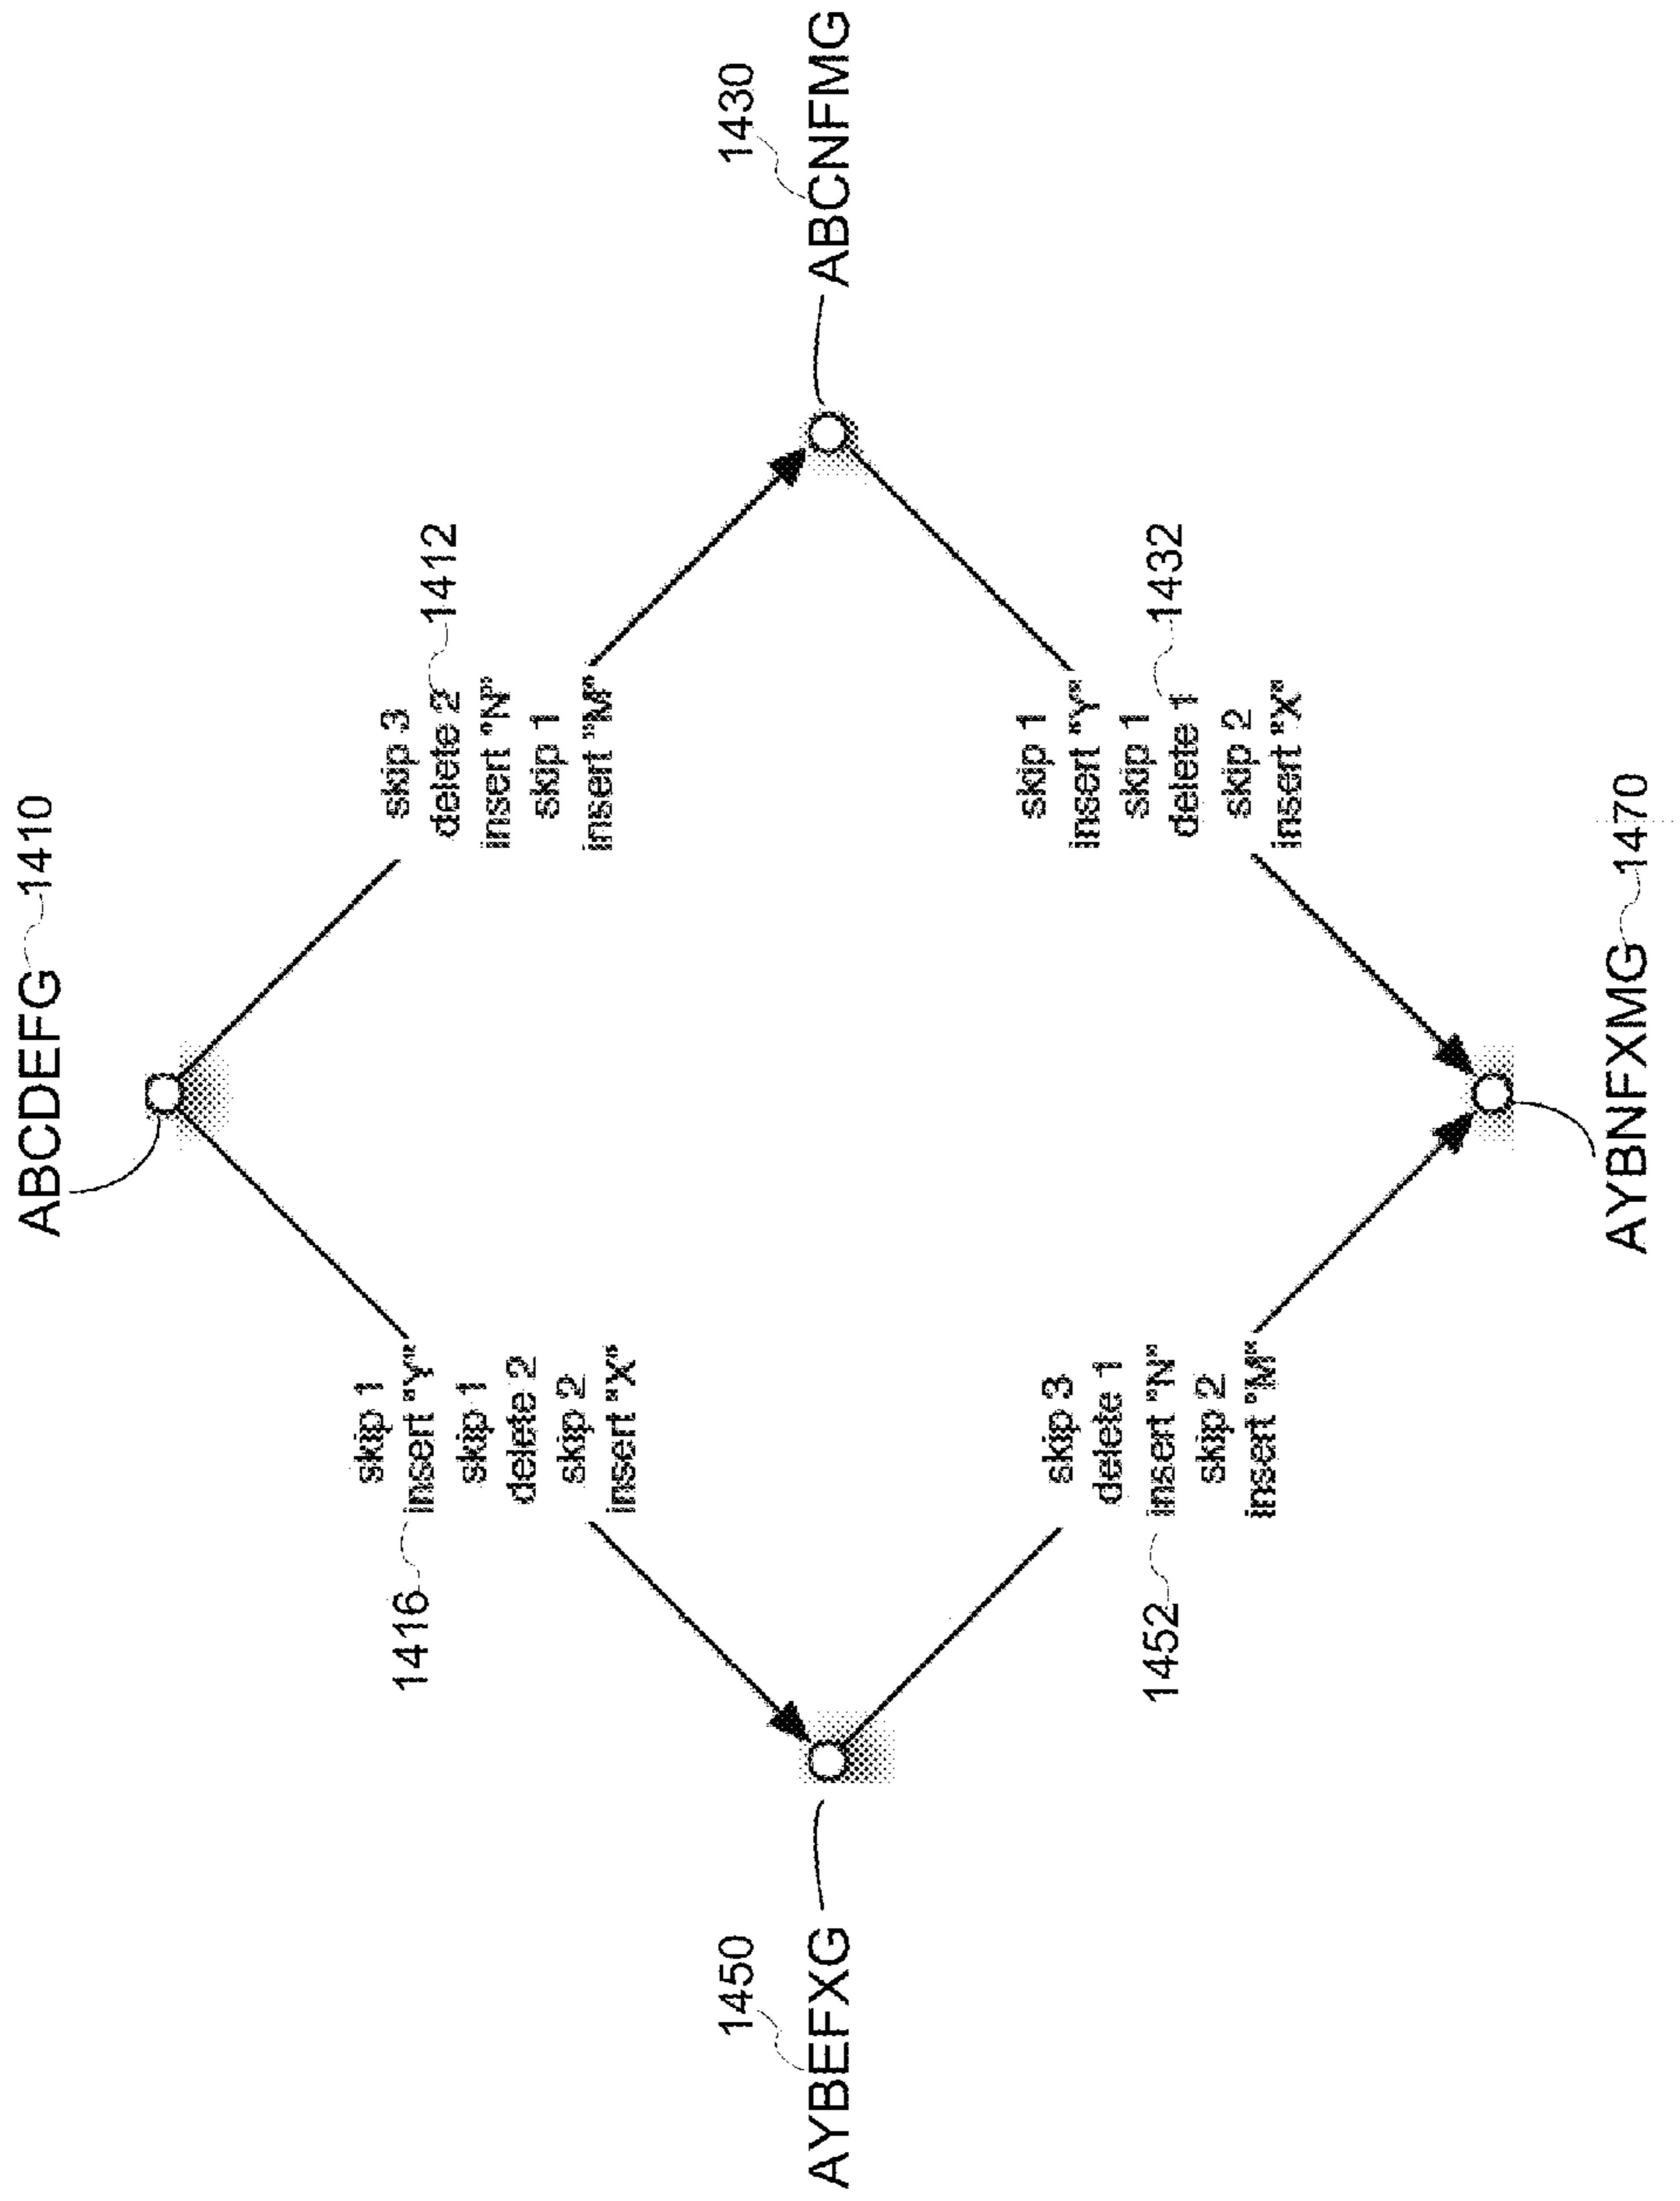 ABCDEFG 1410
skip 1
insert "Y"
skip 1
delete 2
skip 2
insert "X"
1416
skip 3
delete 2
insert "N"
skip 1
insert "M"
1412
1450
AYBEFXG
1430
ABCNFMG
skip 3
delete 1
insert "N"
skip 2
insert "M"
1452
skip 1
insert "Y"
skip 1
delete 1
skip 2
insert "X"
1432
AYBNFXMG 1470